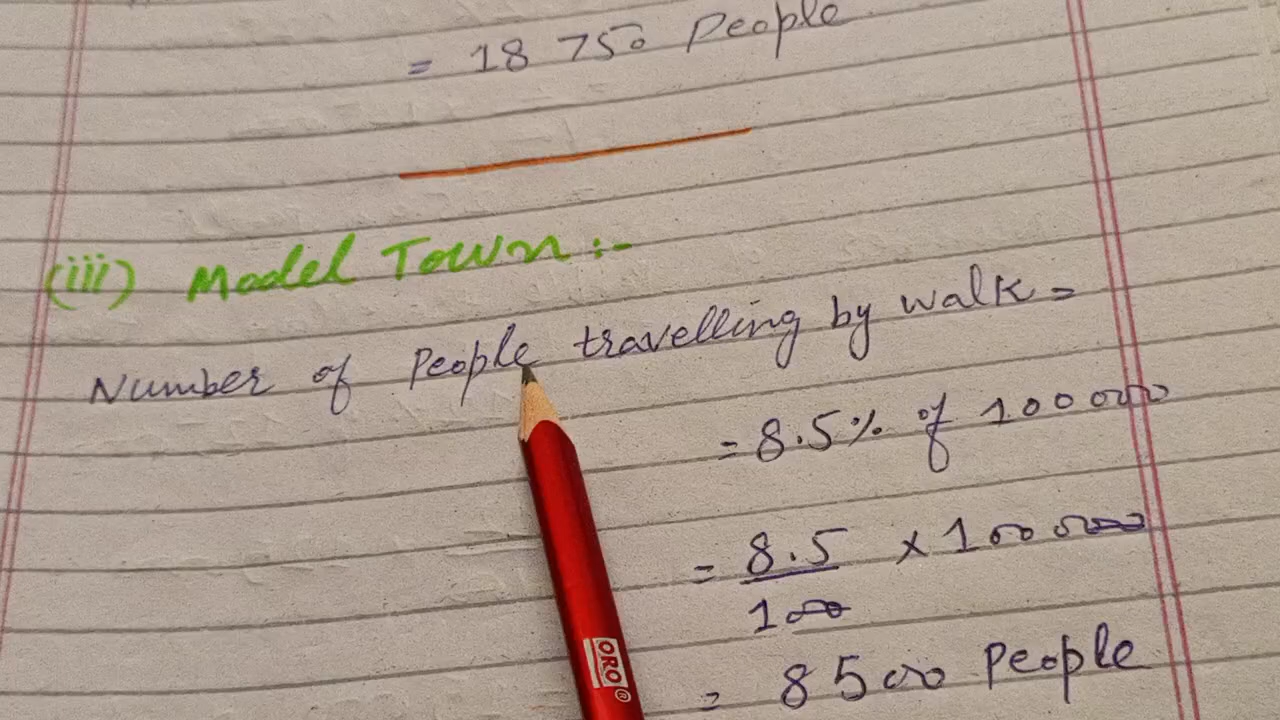 = 18 750 People
(iii) Model Town :-
Number of People travelling by walk =
= 8.5% of 100000
= 8.5 × 100000
100
= 8500 People
ORO®